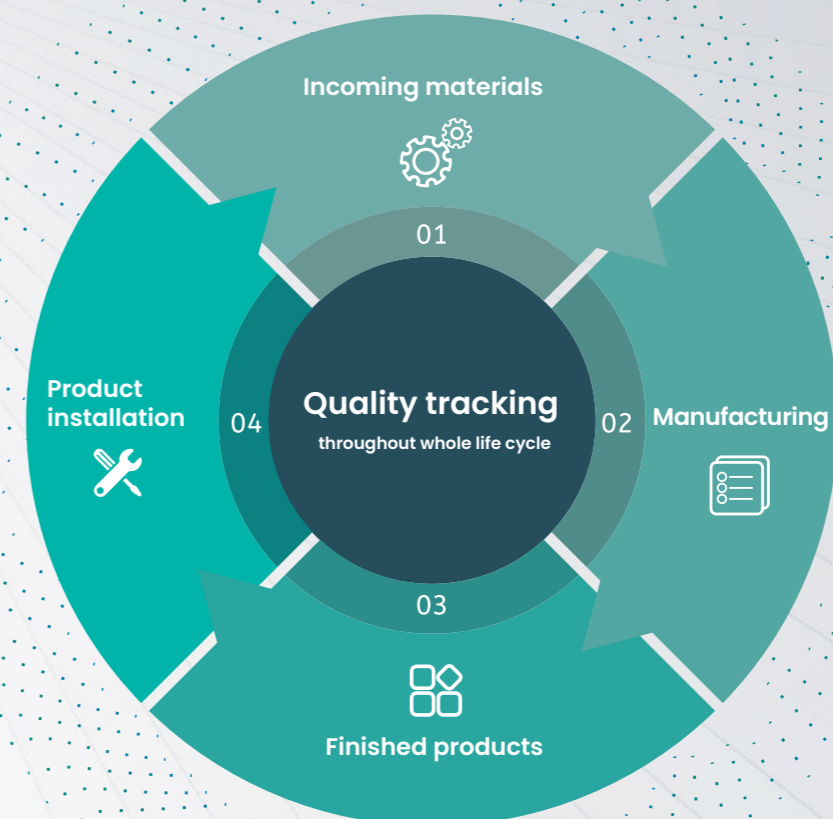 Incoming materials
01
Quality tracking
throughout whole life cycle
02
Manufacturing
03
Finished products
04
Product
installation